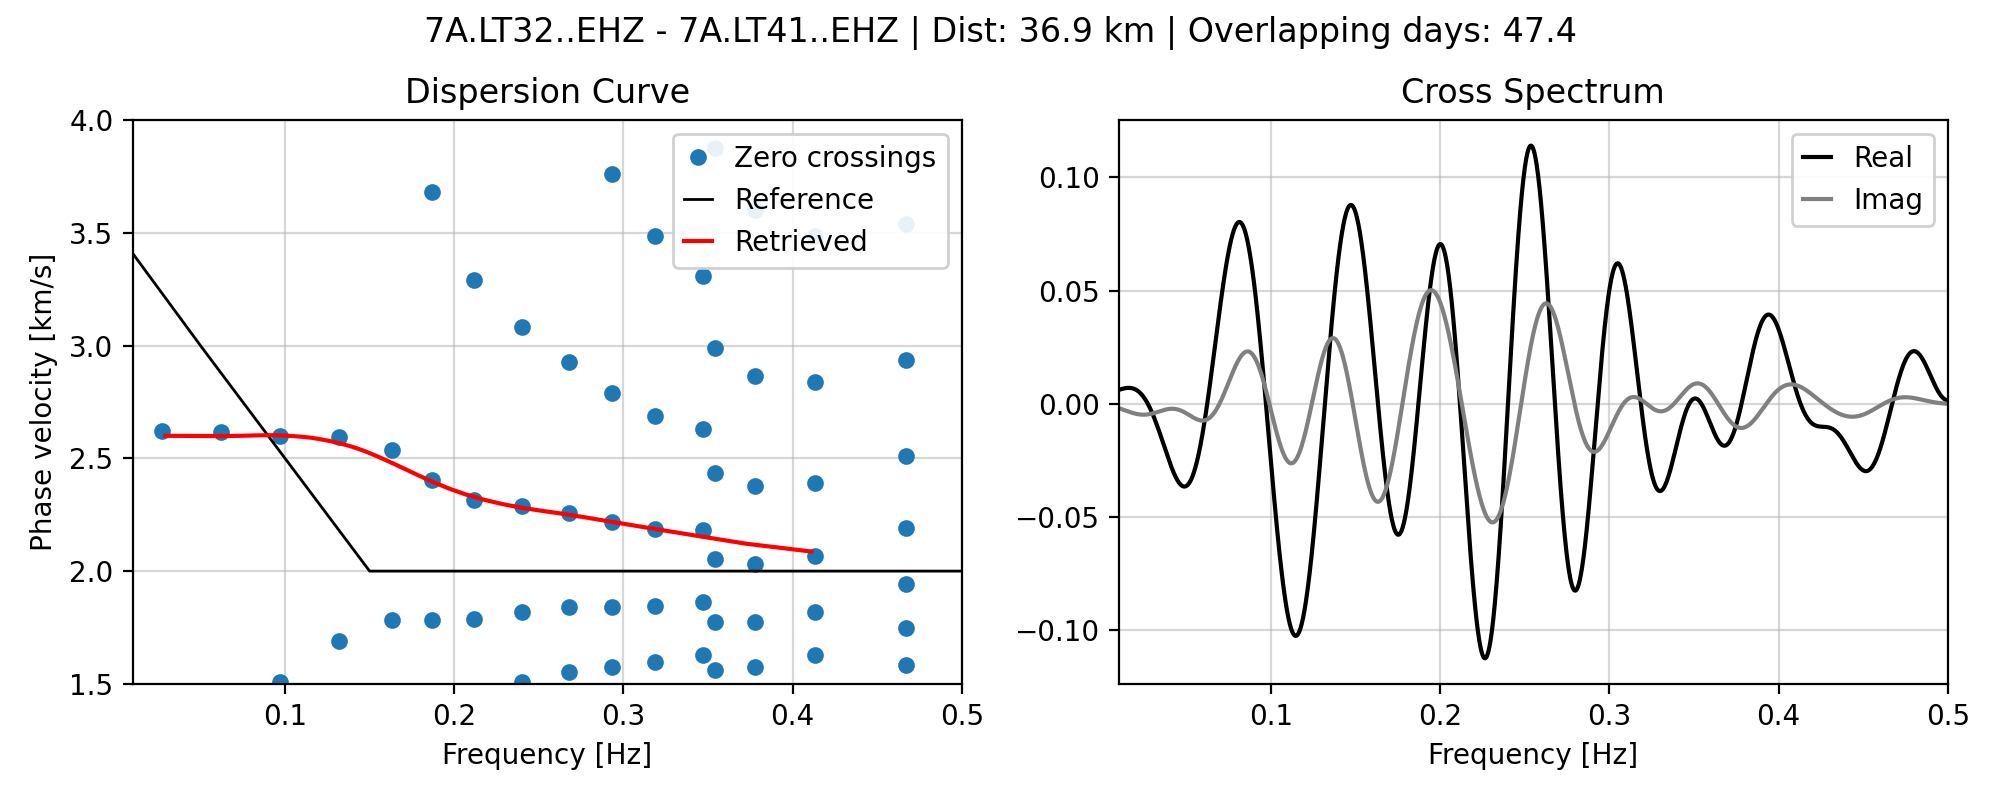 7A.LT32..EHZ - 7A.LT41..EHZ | Dist: 36.9 km | Overlapping days: 47.4
Dispersion Curve
4.0
3.5
3.0
2.5
2.0
1.5
Phase velocity [km/s]
Zero crossings
Reference
Retrieved
0.1 0.2 0.3 0.4 0.5
Frequency [Hz]
Cross Spectrum
0.10
0.05
0.00
−0.05
−0.10
Real
Imag
0.1 0.2 0.3 0.4 0.5
Frequency [Hz]